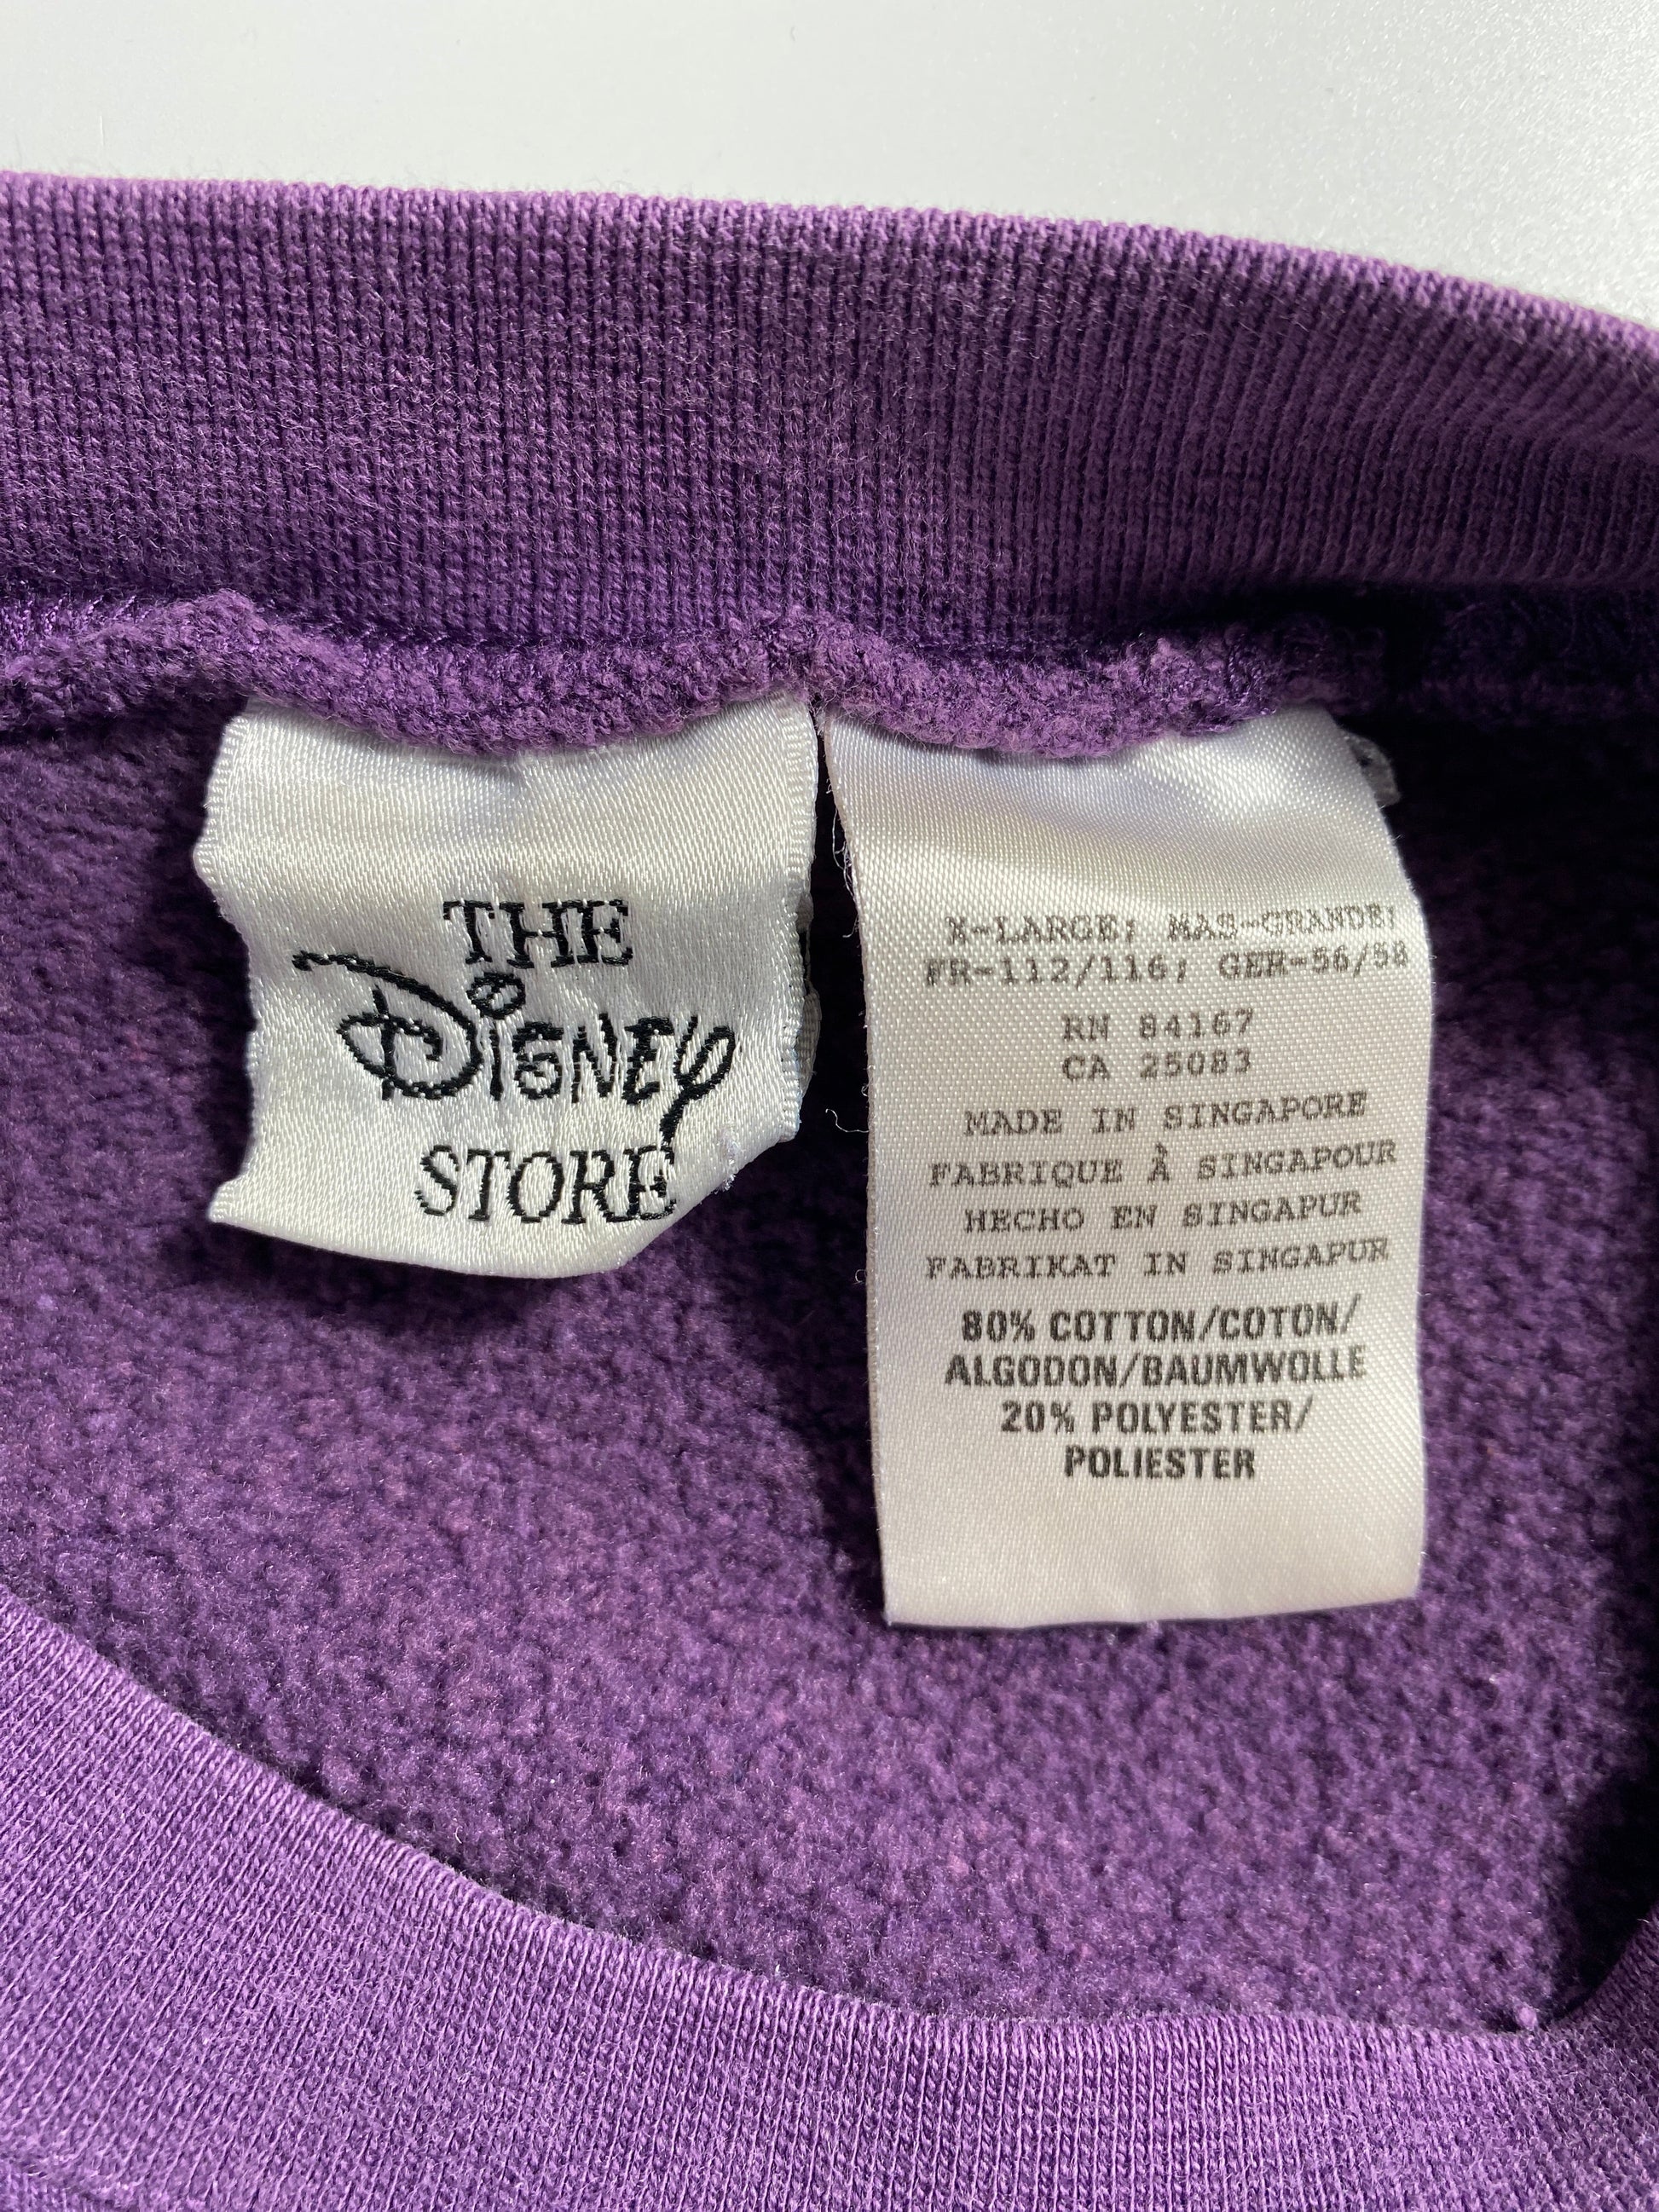 THE
DISNEY
STORE
X-LARGE; MAS-GRANDE;
FR-112/116; GER-56/58
RN 84167
CA 25083
MADE IN SINGAPORE
FABRIQUE À SINGAPOUR
HECHO EN SINGAPUR
FABRIKAT IN SINGAPUR
80% COTTON/COTON/
ALGODON/BAUMWOLLE
20% POLYESTER/
POLIESTER